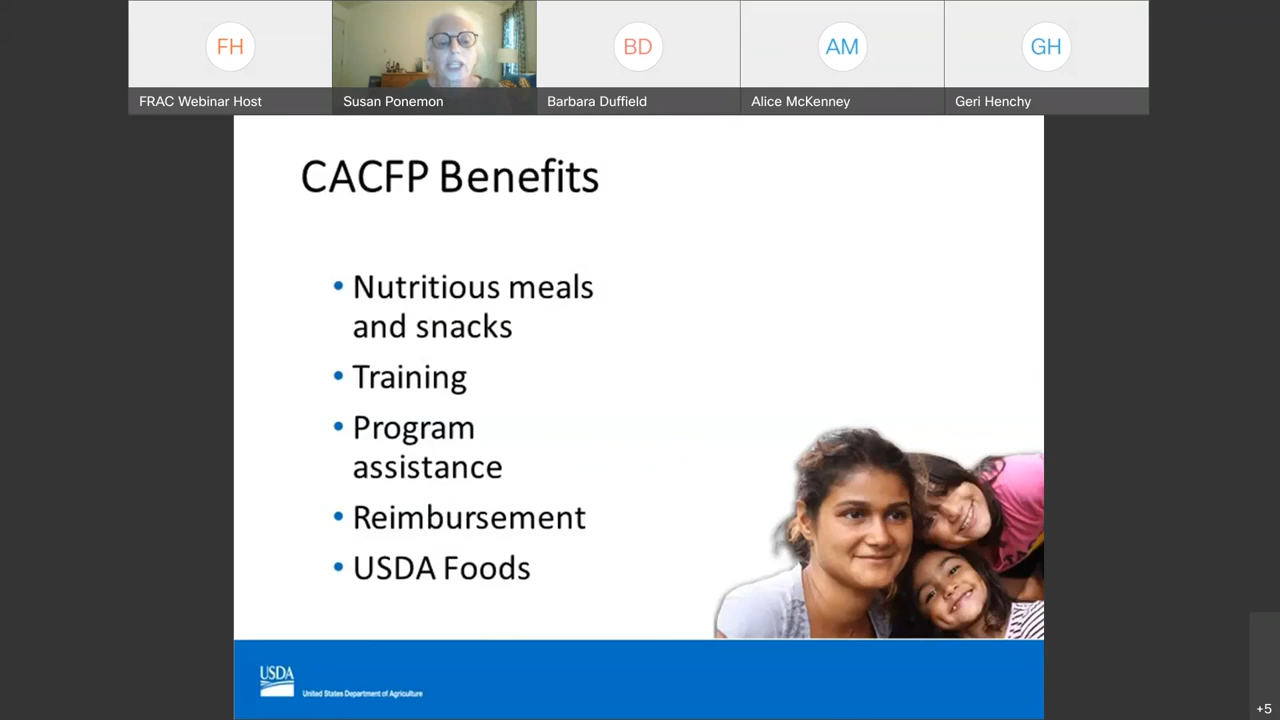 FH
BD
AM
GH
FRAC Webinar Host
Susan Ponemon
Barbara Duffield
Alice McKenney
Geri Henchy
CACFP Benefits
• Nutritious meals
and snacks
• Training
• Program
assistance
• Reimbursement
• USDA Foods
USDA
United States Department of Agriculture
+5